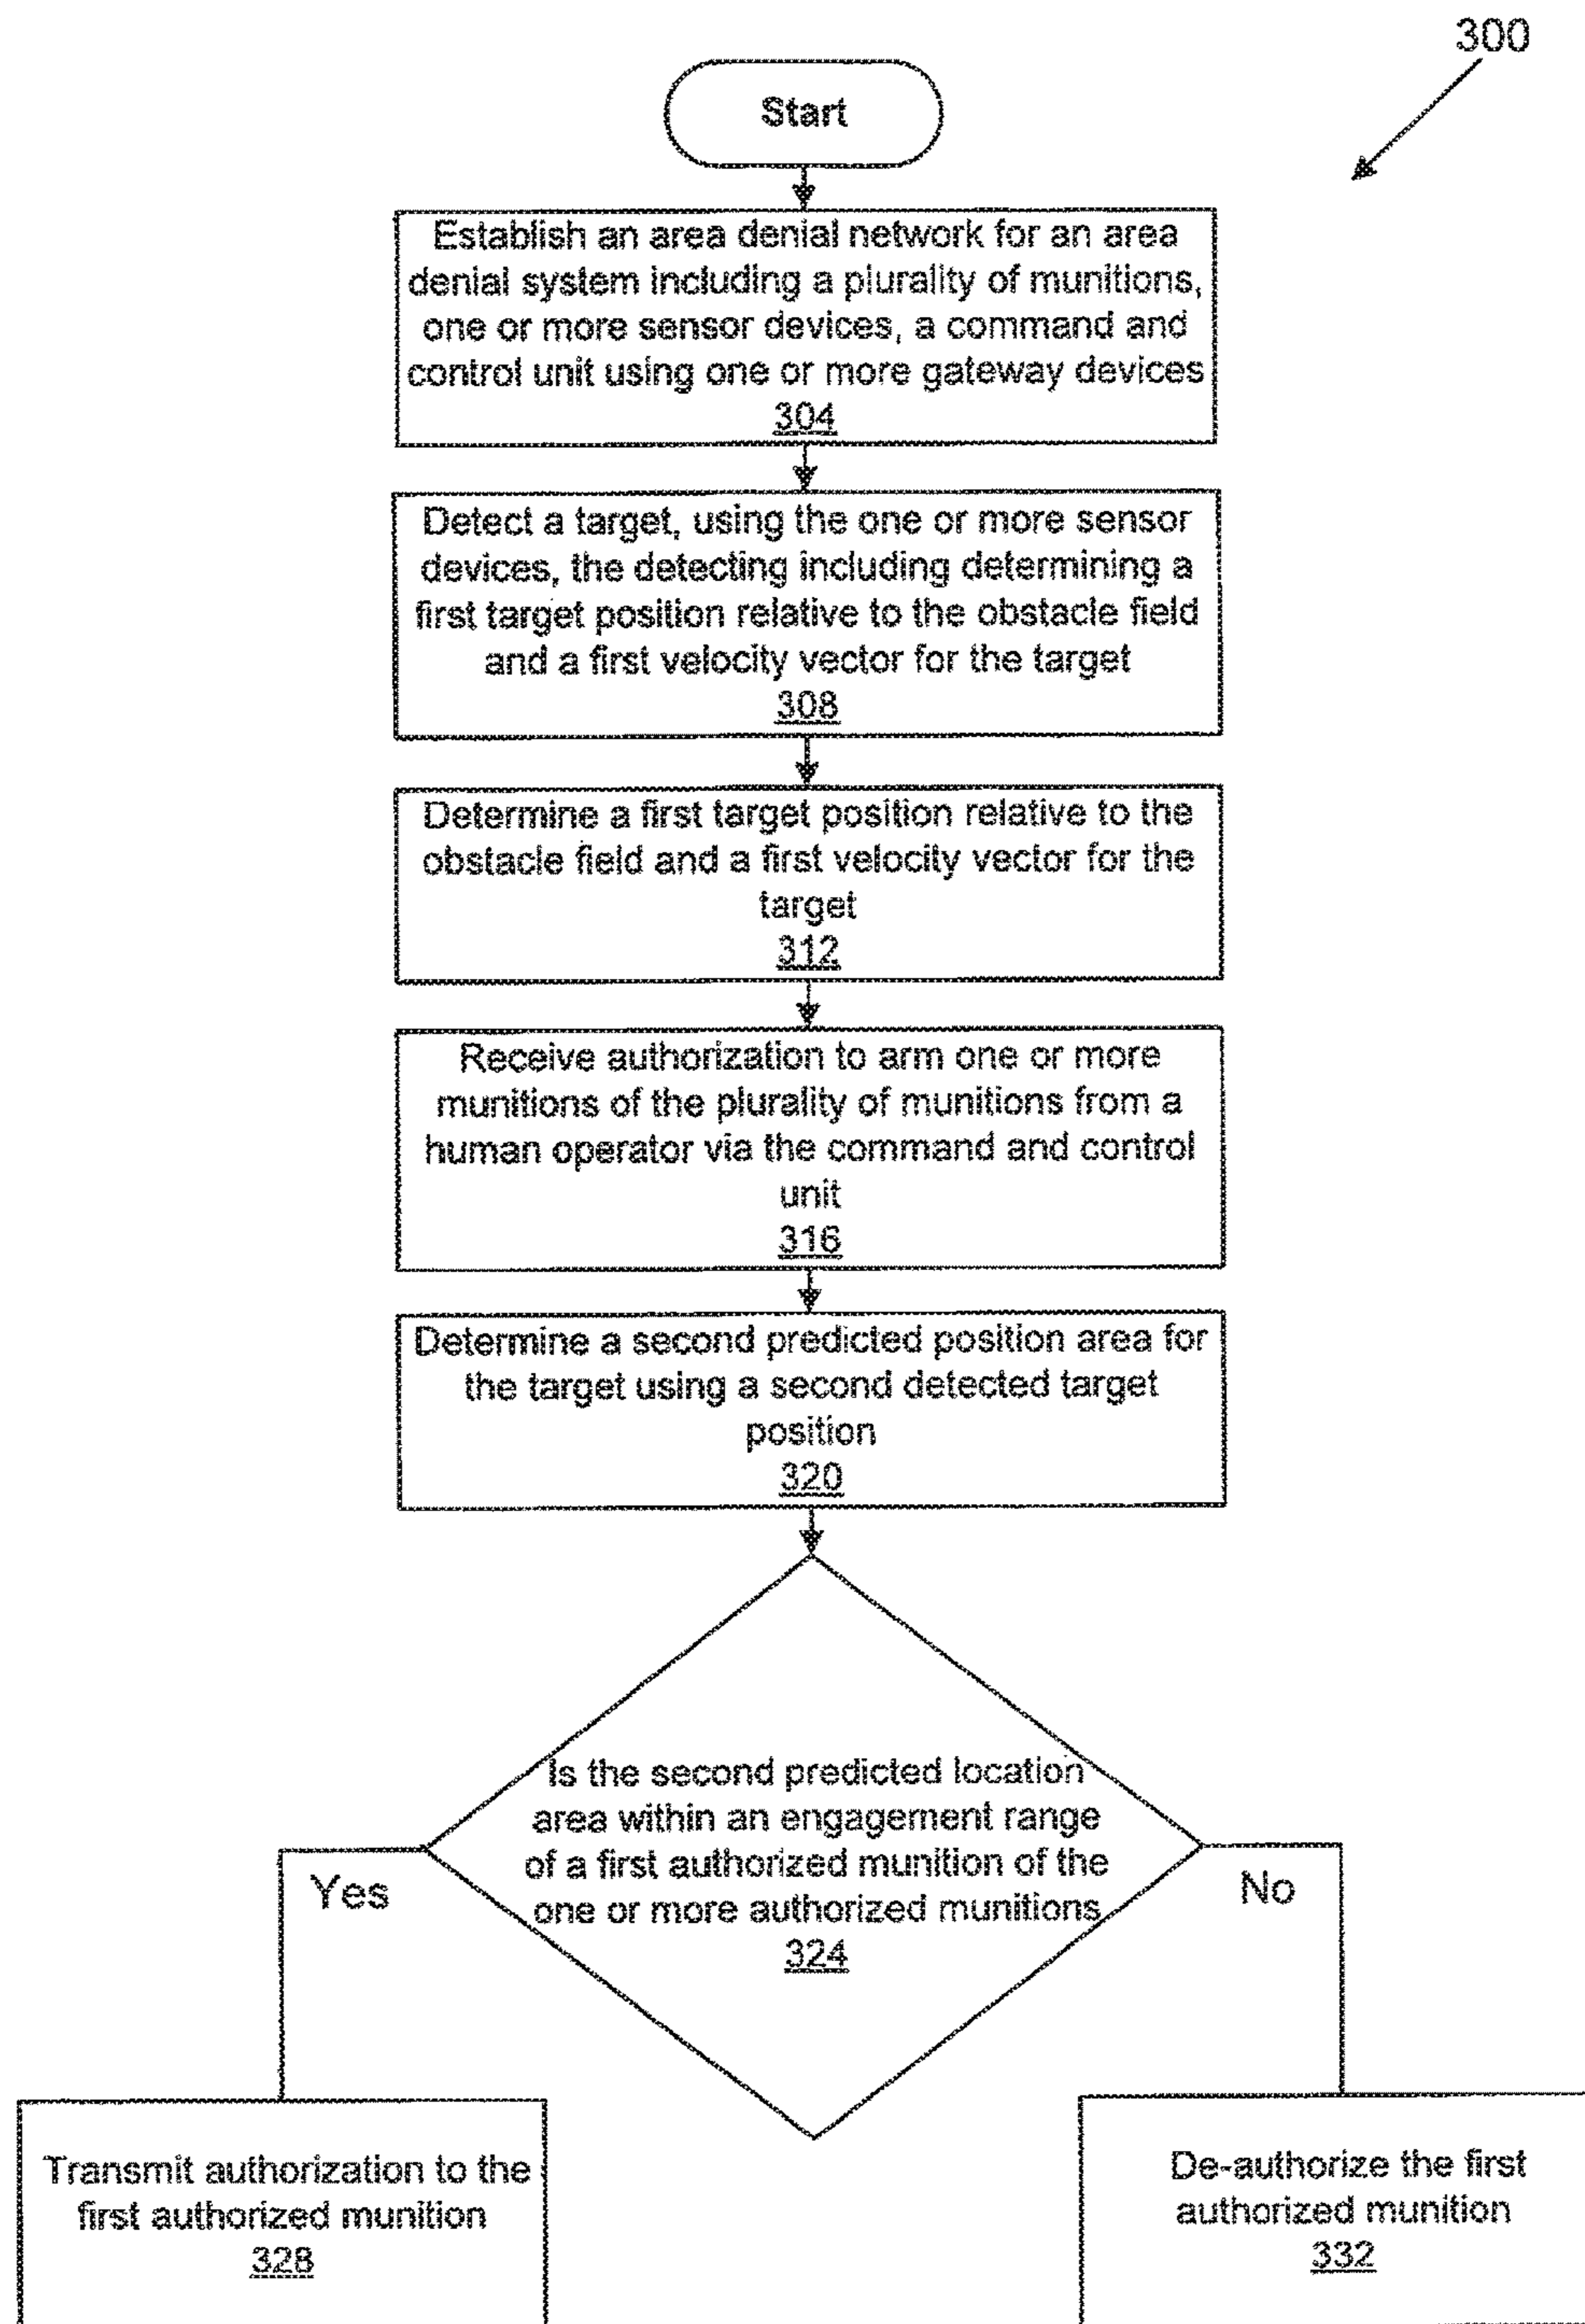 300
Start
Establish an area denial network for an area
denial system including a plurality of munitions,
one or more sensor devices, a command and
control unit using one or more gateway devices
304
Detect a target, using the one or more sensor
devices, the detecting including determining a
first target position relative to the obstacle field
and a first velocity vector for the target
308
Determine a first target position relative to the
obstacle field and a first velocity vector for the
target
312
Receive authorization to arm one or more
munitions of the plurality of munitions from a
human operator via the command and control
unit
316
Determine a second predicted position area for
the target using a second detected target
position
320
Is the second predicted location
area within an engagement range
of a first authorized munition of the
one or more authorized munitions
324
Yes
No
Transmit authorization to the
first authorized munition
328
De-authorize the first
authorized munition
332